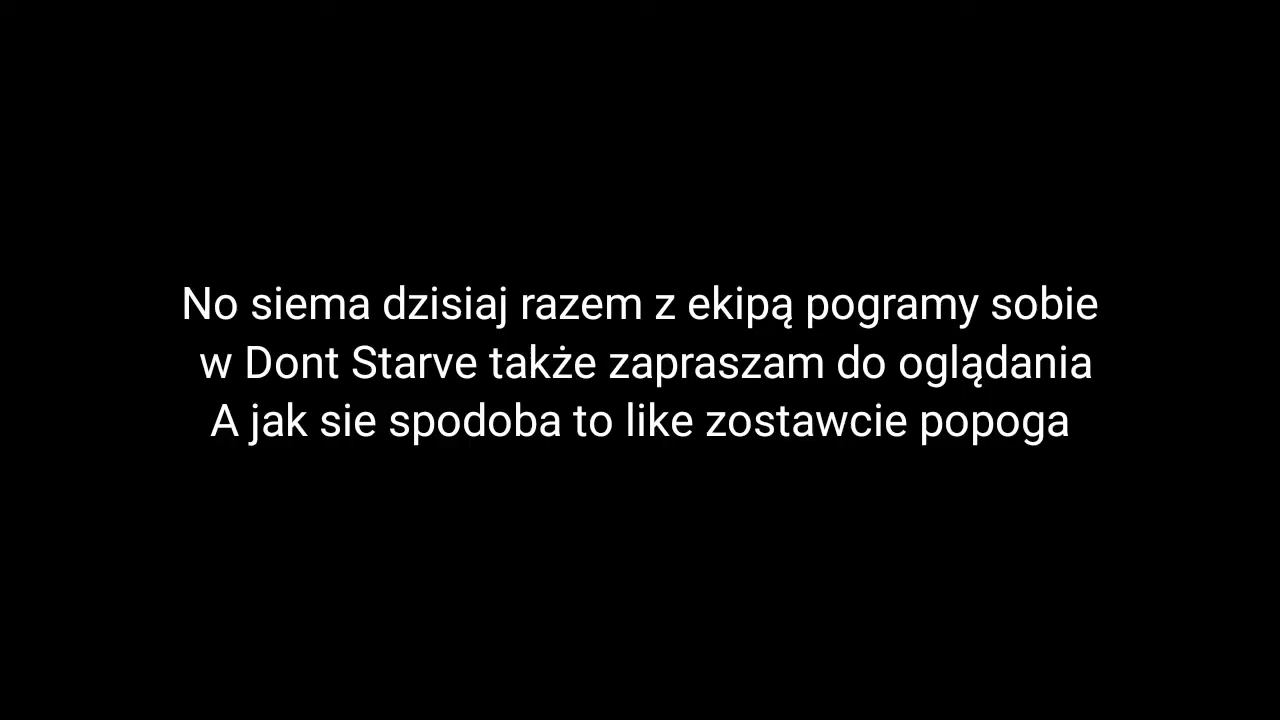 No siema dzisiaj razem z ekipą pogramy sobie
w Dont Starve także zapraszam do oglądania
A jak sie spodoba to like zostawcie popoga